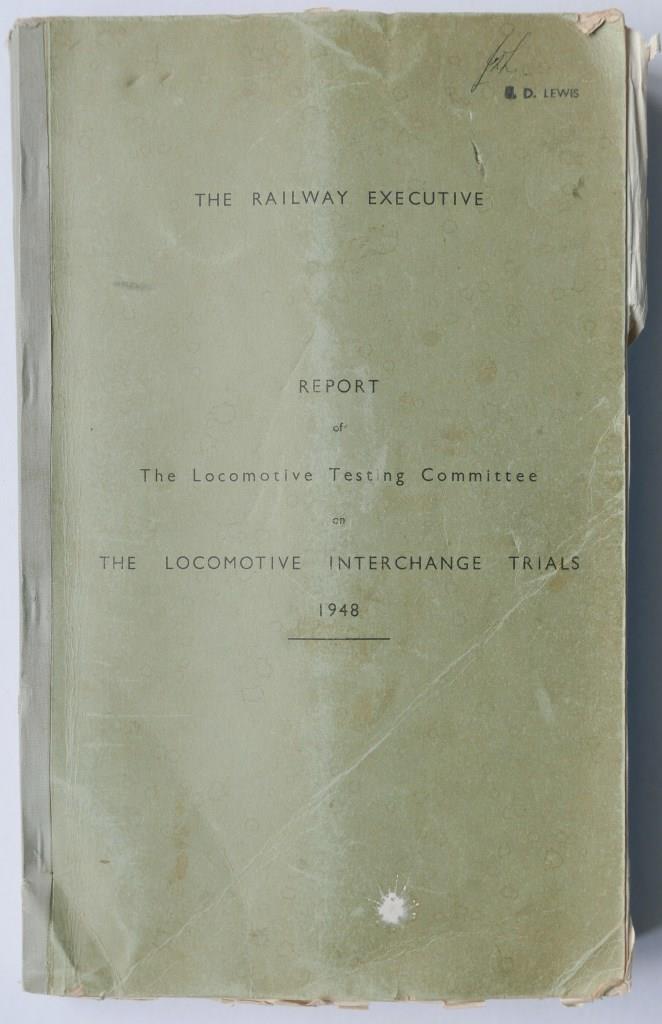 D. LEWIS
THE RAILWAY EXECUTIVE
REPORT
of
The Locomotive Testing Committee
on
THE LOCOMOTIVE INTERCHANGE TRIALS
1948